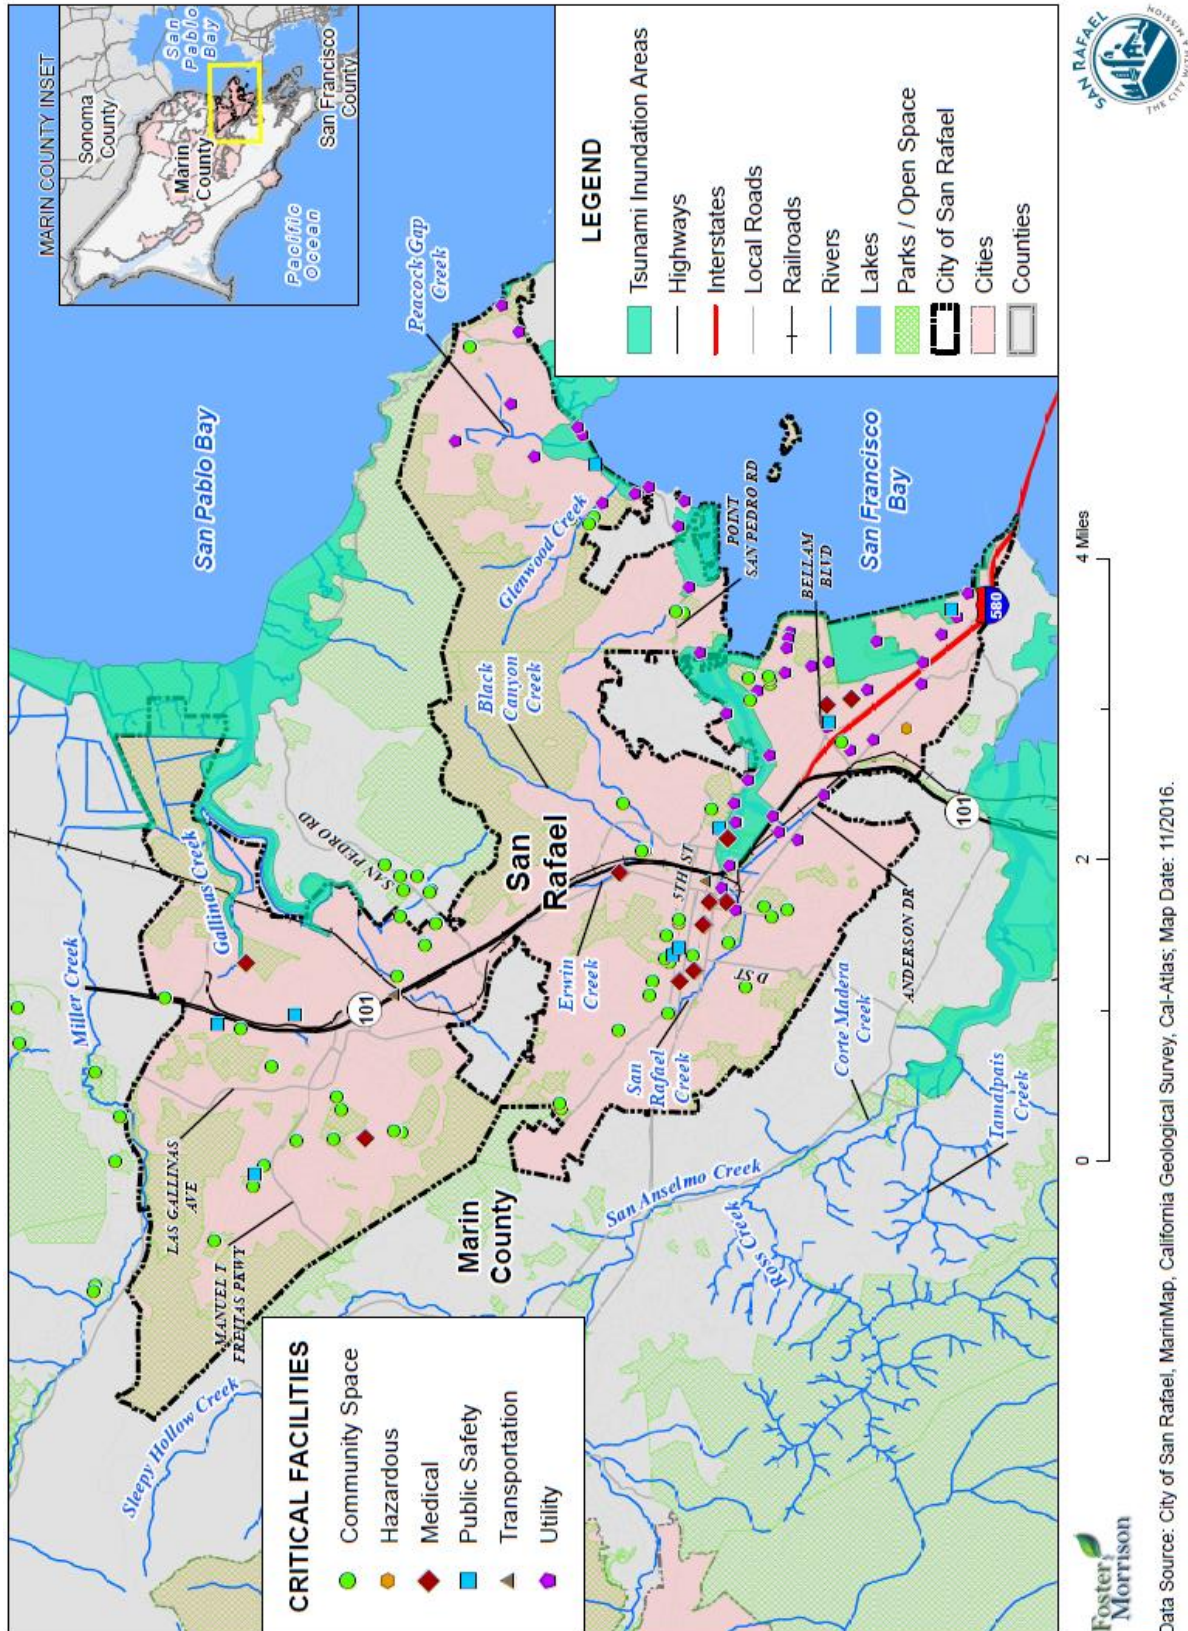 MARIN COUNTY INSET
Sonoma
County
San
Pablo
Bay
Marin
County
San Francisco
County
Pacific
Ocean
Miller Creek
Gallinas Creek
San Pablo Bay
Peacock Gap
Creek
LAS GALLINAS
AVE
MANUEL T
FREITAS PKWY
101
SAN PEDRO RD
Black
Canyon
Creek
Glenwood Creek
Sleepy Hollow Creek
Marin
County
San
Rafael
Erwin
Creek
5TH ST
POINT
SAN PEDRO RD
BELLAM
BLVD
San Francisco
Bay
San
Rafael
Creek
D ST
San Anselmo Creek
Ross Creek
Corte Madera
Creek
ANDERSON DR
Tamalpais
Creek
101
580
CRITICAL FACILITIES
Community Space
Hazardous
Medical
Public Safety
Transportation
Utility
LEGEND
Tsunami Inundation Areas
Highways
Interstates
Local Roads
Railroads
Rivers
Lakes
Parks / Open Space
City of San Rafael
Cities
Counties
0
2
4 Miles
Foster
Morrison
SAN RAFAEL
THE CITY WITH A MISSION
Data Source: City of San Rafael, MarinMap, California Geological Survey, Cal-Atlas; Map Date: 11/2016.